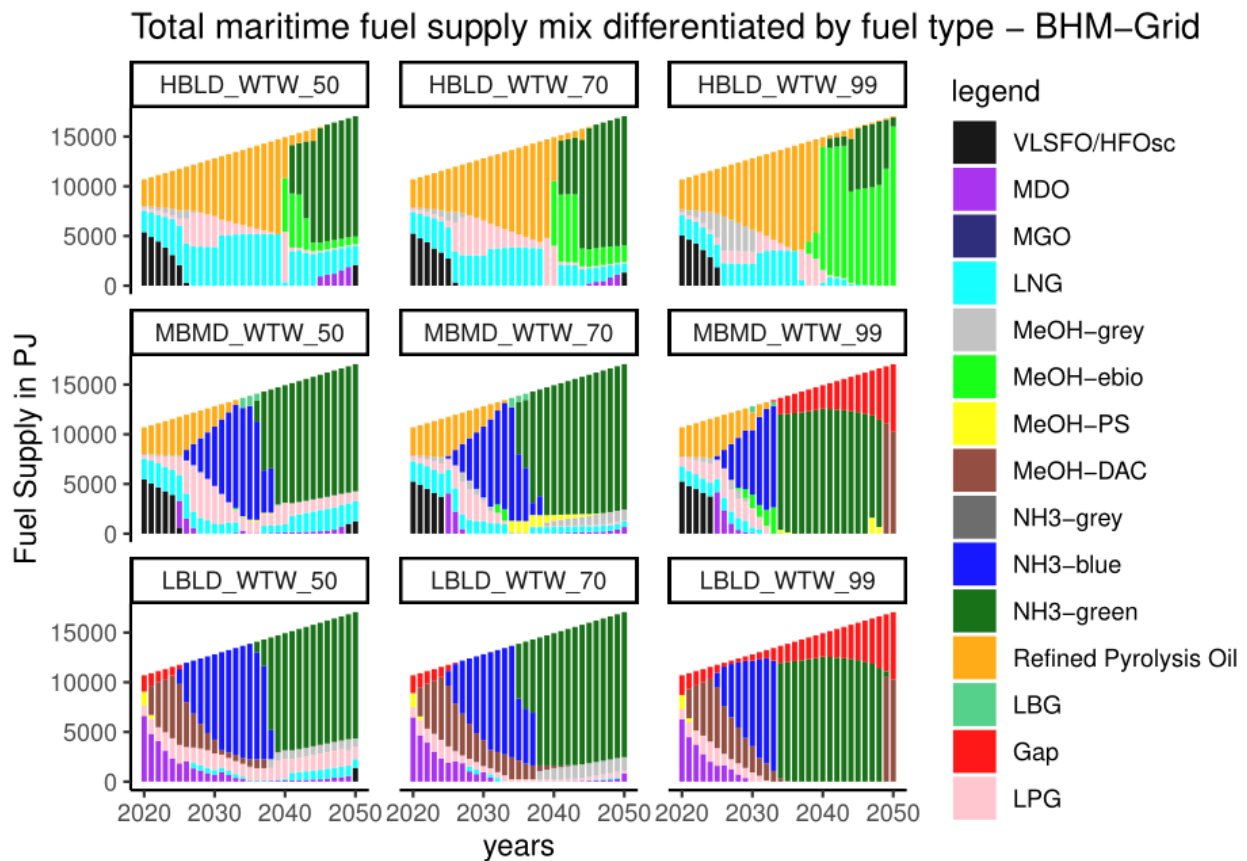 Total maritime fuel supply mix differentiated by fuel type – BHM–Grid
HBLD_WTW_50
HBLD_WTW_70
HBLD_WTW_99
15000
10000
5000
0
MBMD_WTW_50
MBMD_WTW_70
MBMD_WTW_99
15000
10000
5000
0
LBLD_WTW_50
LBLD_WTW_70
LBLD_WTW_99
15000
10000
5000
0
2020 2030 2040 2050
2020 2030 2040 2050
2020 2030 2040 2050
years
Fuel Supply in PJ
legend
VLSFO/HFOsc
MDO
MGO
LNG
MeOH−grey
MeOH−ebio
MeOH−PS
MeOH−DAC
NH3−grey
NH3−blue
NH3−green
Refined Pyrolysis Oil
LBG
Gap
LPG